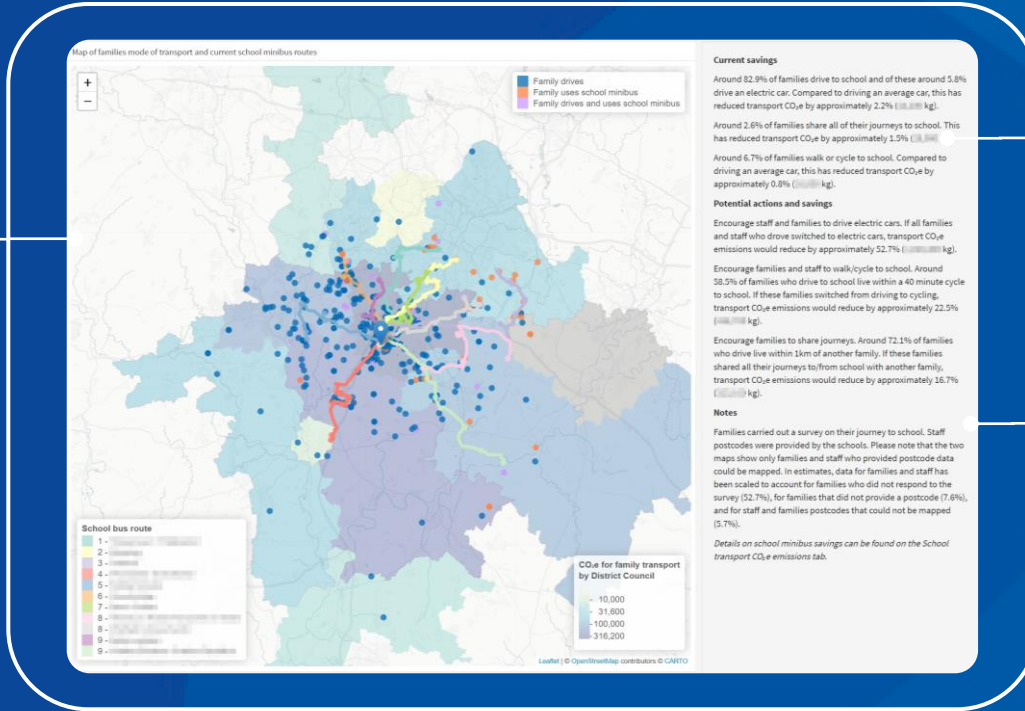 Map of families mode of transport and current school minibus routes
+
−
Family drives
Family uses school minibus
Family drives and uses school minibus
School bus route
1 -
2 -
3 -
4 -
5 -
6 -
7 -
8 -
8 -
9 -
9 -
CO₂e for family transport
by District Council
10,000
31,600
100,000
316,200
Leaflet | © OpenStreetMap contributors © CARTO
Current savings
Around 82.9% of families drive to school and of these around 5.8%
drive an electric car. Compared to driving an average car, this has
reduced transport CO₂e by approximately 2.2% ( kg).
Around 2.6% of families share all of their journeys to school. This
has reduced transport CO₂e by approximately 1.5% (
Around 6.7% of families walk or cycle to school. Compared to
driving an average car, this has reduced transport CO₂e by
approximately 0.8% ( kg).
Potential actions and savings
Encourage staff and families to drive electric cars. If all families
and staff who drove switched to electric cars, transport CO₂e
emissions would reduce by approximately 52.7% ( kg).
Encourage families and staff to walk/cycle to school. Around
58.5% of families who drive to school live within a 40 minute cycle
to school. If these families switched from driving to cycling,
transport CO₂e emissions would reduce by approximately 22.5%
( kg).
Encourage families to share journeys. Around 72.1% of families
who drive live within 1km of another family. If these families
shared all their journeys to/from school with another family,
transport CO₂e emissions would reduce by approximately 16.7%
( kg).
Notes
Families carried out a survey on their journey to school. Staff
postcodes were provided by the schools. Please note that the two
maps show only families and staff who provided postcode data
could be mapped. In estimates, data for families and staff has
been scaled to account for families who did not respond to the
survey (52.7%), for families that did not provide a postcode (7.6%),
and for staff and families postcodes that could not be mapped
(5.7%).
Details on school minibus savings can be found on the School
transport CO₂e emissions tab.